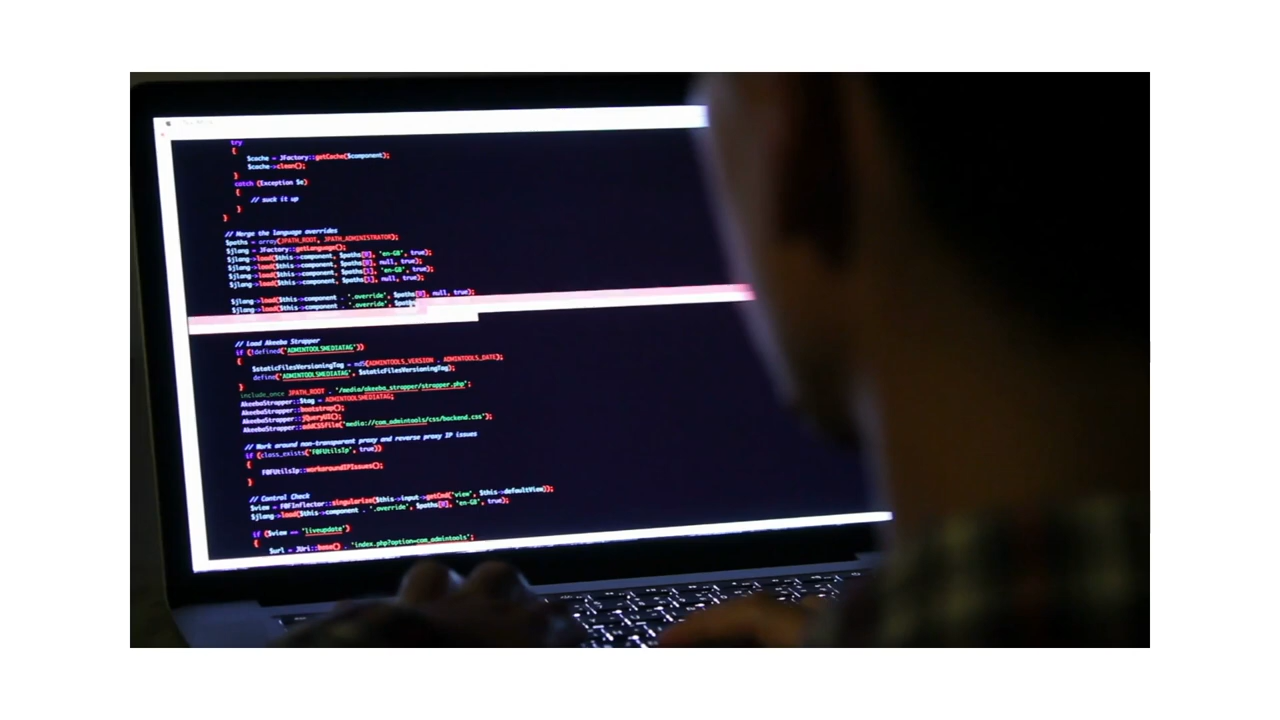 try
{
$cache = JFactory::getCache($component);
$cache->clean();
}
catch (Exception $e)
{
// suck it up
}
}
// Merge the language overrides
$paths = array(JPATH_ROOT, JPATH_ADMINISTRATOR);
$jlang = JFactory::getLanguage();
$jlang->load($this->component, $paths[0], 'en-GB', true);
$jlang->load($this->component, $paths[0], null, true);
$jlang->load($this->component, $paths[1], 'en-GB', true);
$jlang->load($this->component, $paths[1], null, true);
$jlang->load($this->component . '.override', $paths[0], null, true);
$jlang->load($this->component . '.override',
// Load Akeeba Strapper
if (!defined('ADMINTOOLSMEDIATAG'))
{
$staticFilesVersioningTag = md5(ADMINTOOLS_VERSION . ADMINTOOLS_DATE);
define('ADMINTOOLSMEDIATAG', $staticFilesVersioningTag);
}
include_once JPATH_ROOT . '/media/akeeba_strapper/strapper.php';
AkeebaStrapper::$tag = ADMINTOOLSMEDIATAG;
AkeebaStrapper::bootstrap();
AkeebaStrapper::jQueryUI();
AkeebaStrapper::addCSSfile('media://com_admintools/css/backend.css');
// Work around non-transparent proxy and reverse proxy IP issues
if (class_exists('F0FUtilsIp', true))
{
F0FUtilsIp::workaroundIPIssues();
}
// Control Check
$view = F0FInflector::singularize($this->input->getCmd('view', $this->defaultView));
$jlang->load($this->component . '.override', $paths[0], 'en-GB', true);
if ($view == 'liveupdate')
{
$url = JUri::base() . 'index.php?option=com_admintools';